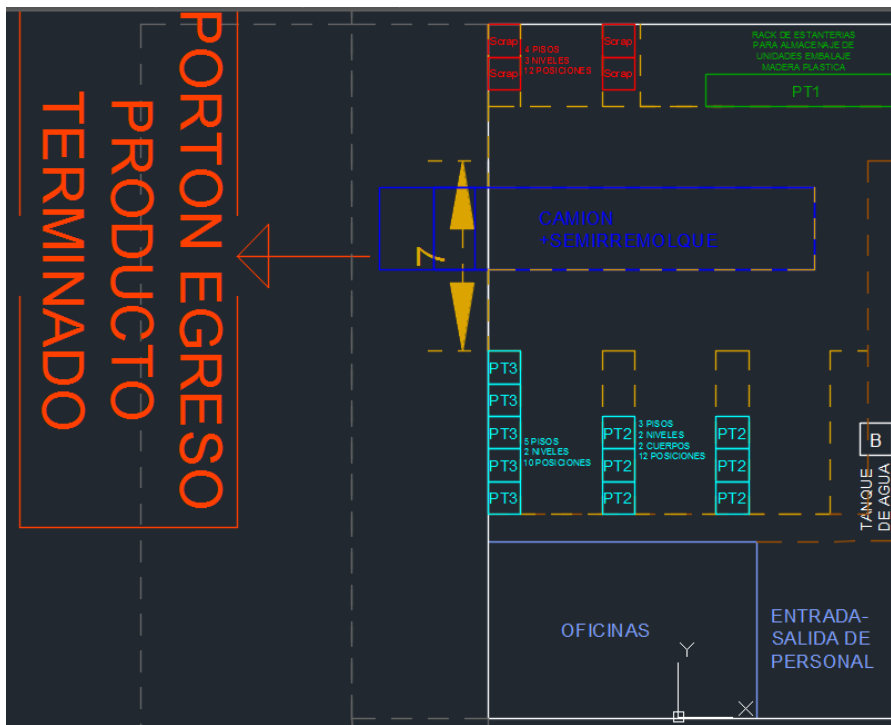 PORTON EGRESO
PRODUCTO
TERMINADO
Scrap
Scrap
4 PISOS
3 NIVELES
12 POSICIONES
Scrap
Scrap
RACK DE ESTANTERIAS
PARA ALMACENAJE DE
UNIDADES EMBALAJE
MADERA PLASTICA
PT1
CAMION
+SEMIRREMOLQUE
7
PT3
PT3
PT3
PT3
PT3
5 PISOS
2 NIVELES
10 POSICIONES
PT2
PT2
PT2
3 PISOS
2 NIVELES
2 CUERPOS
12 POSICIONES
PT2
PT2
PT2
B
TANQUE
DE AGUA
OFICINAS
ENTRADA-
SALIDA DE
PERSONAL
Y
X